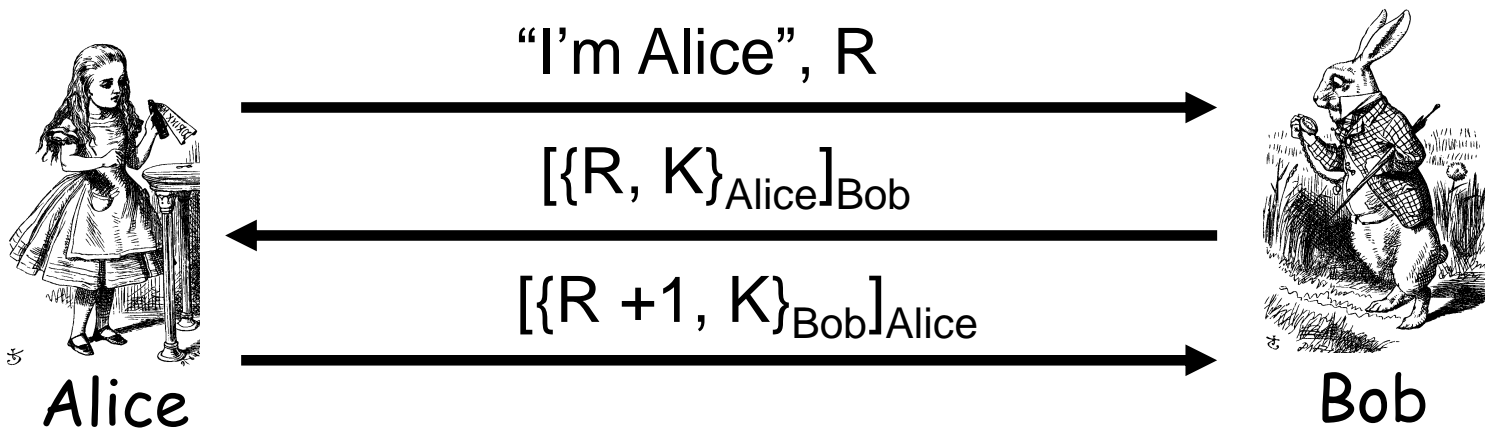 “I’m Alice”, R
[{R, K}Alice]Bob
[{R +1, K}Bob]Alice
Alice
Bob